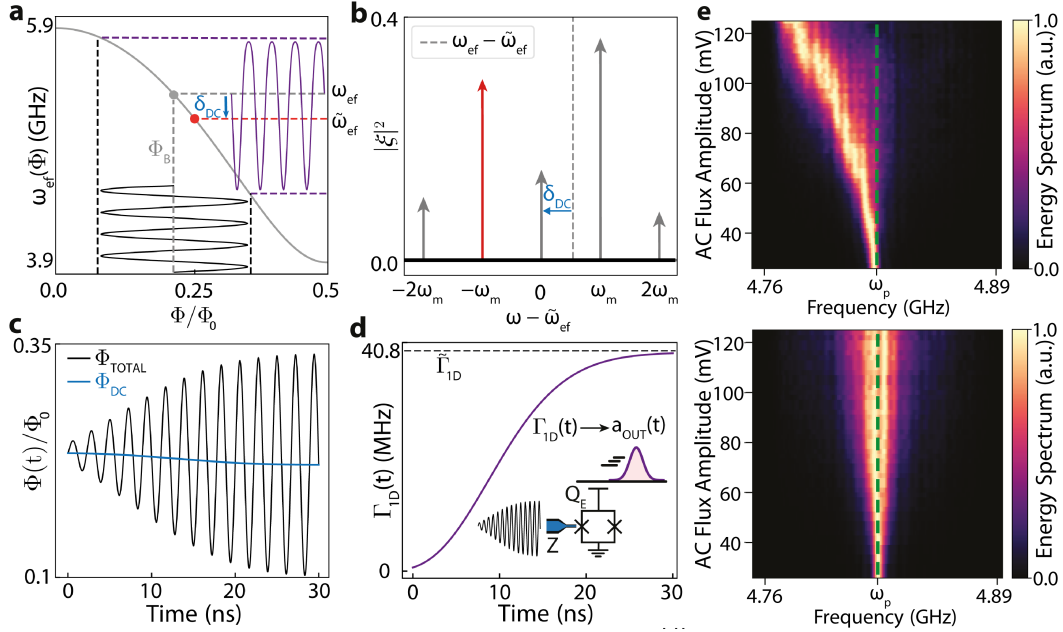 a
5.9
3.9
ω_ef(Φ) (GHz)
ω_ef
δ_DC
ω̃_ef
Φ_B
0.0 0.25 0.5
Φ/Φ_0
b
0.4
0.0
|ξ|²
ω_ef − ω̃_ef
δ_DC
−2ω_m −ω_m 0 ω_m 2ω_m
ω − ω̃_ef
c
0.35
0.1
Φ(t)/Φ_0
Φ_TOTAL
Φ_DC
0 10 20 30
Time (ns)
d
40.8
0
Γ_1D(t) (MHz)
Γ̃_1D
Γ_1D(t) → a_OUT(t)
Q_E
Z
0 10 20 30
Time (ns)
e
AC Flux Amplitude (mV)
120
100
80
60
40
4.76 ω_p 4.89
Frequency (GHz)
1.0
0.0
Energy Spectrum (a.u.)
AC Flux Amplitude (mV)
120
100
80
60
40
4.76 ω_p 4.89
Frequency (GHz)
1.0
0.0
Energy Spectrum (a.u.)